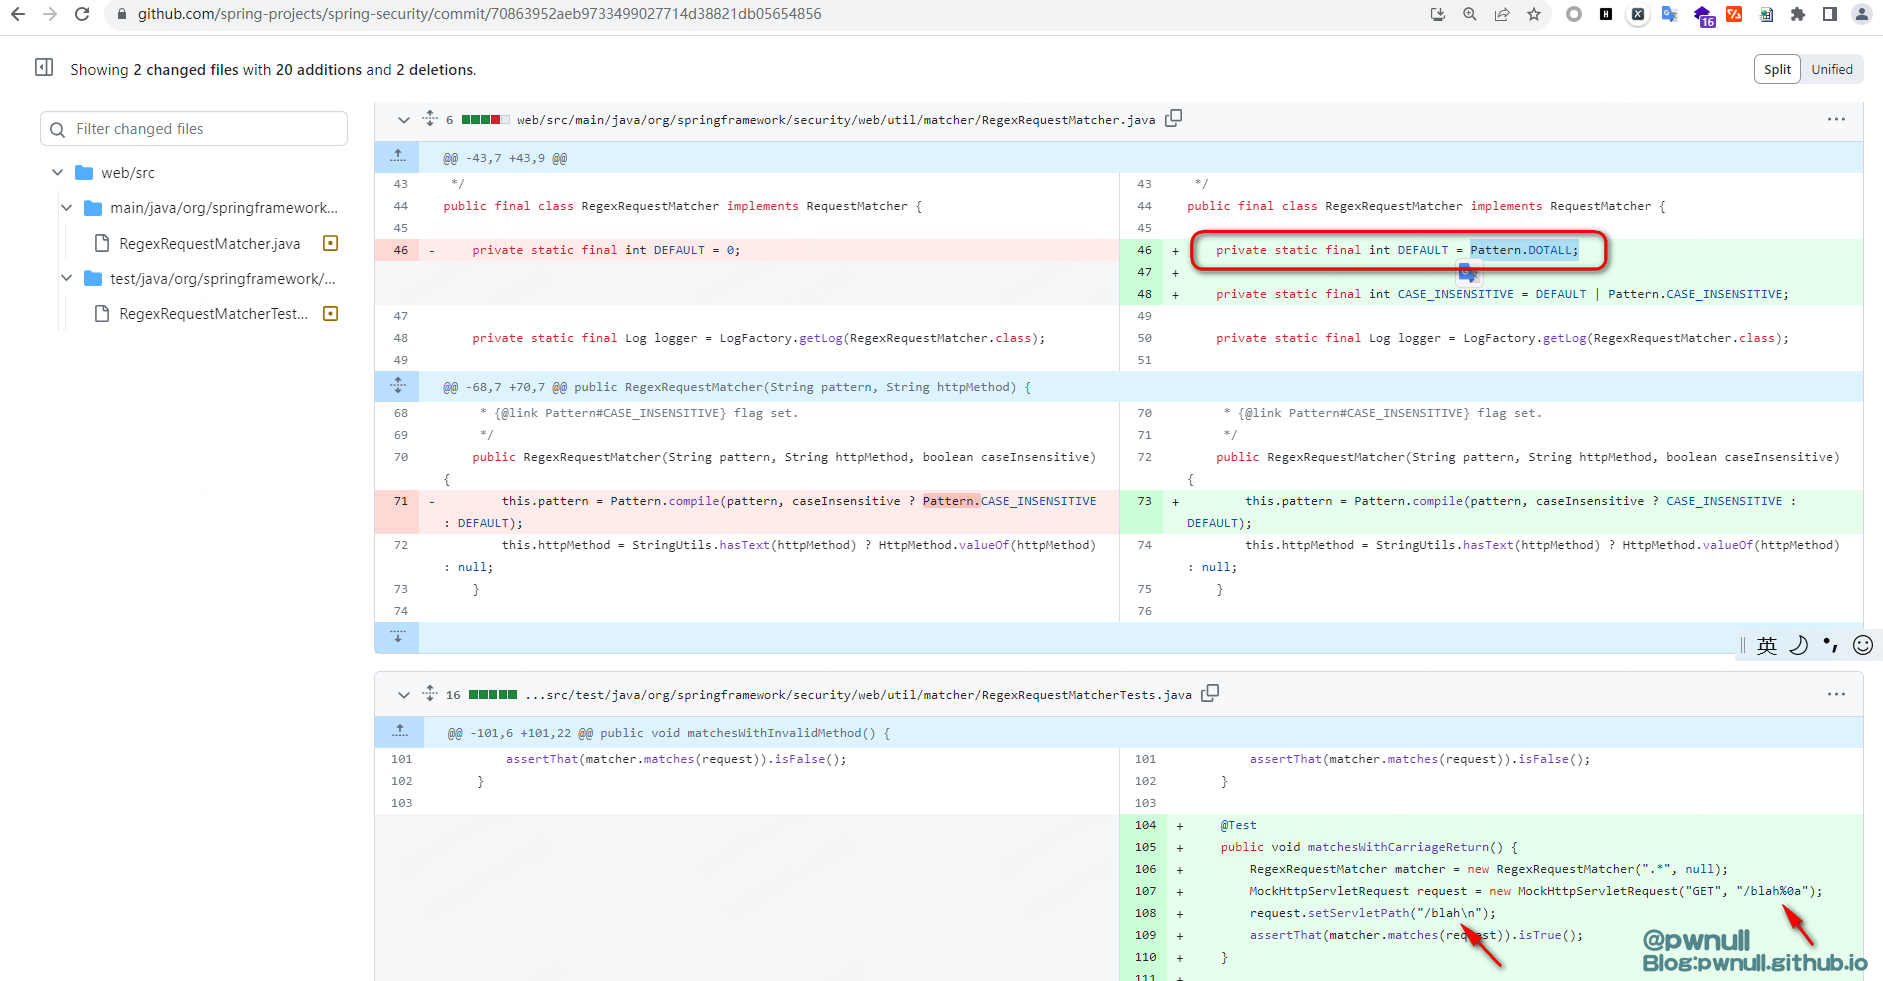 github.com/spring-projects/spring-security/commit/70863952aeb9733499027714d38821db05654856
16
Showing 2 changed files with 20 additions and 2 deletions.
Split
Unified
Filter changed files
web/src
main/java/org/springframework...
RegexRequestMatcher.java
test/java/org/springframework/...
RegexRequestMatcherTest...
6 web/src/main/java/org/springframework/security/web/util/matcher/RegexRequestMatcher.java
@@ -43,7 +43,9 @@
43 */
44 public final class RegexRequestMatcher implements RequestMatcher {
45
46 - private static final int DEFAULT = 0;
47
48 private static final Log logger = LogFactory.getLog(RegexRequestMatcher.class);
49
43 */
44 public final class RegexRequestMatcher implements RequestMatcher {
45
46 + private static final int DEFAULT = Pattern.DOTALL;
47 +
48 + private static final int CASE_INSENSITIVE = DEFAULT | Pattern.CASE_INSENSITIVE;
49
50 private static final Log logger = LogFactory.getLog(RegexRequestMatcher.class);
51
@@ -68,7 +70,7 @@ public RegexRequestMatcher(String pattern, String httpMethod) {
68 * {@link Pattern#CASE_INSENSITIVE} flag set.
69 */
70 public RegexRequestMatcher(String pattern, String httpMethod, boolean caseInsensitive)
{
71 - this.pattern = Pattern.compile(pattern, caseInsensitive ? Pattern.CASE_INSENSITIVE
: DEFAULT);
72 this.httpMethod = StringUtils.hasText(httpMethod) ? HttpMethod.valueOf(httpMethod)
: null;
73 }
74
70 * {@link Pattern#CASE_INSENSITIVE} flag set.
71 */
72 public RegexRequestMatcher(String pattern, String httpMethod, boolean caseInsensitive)
{
73 + this.pattern = Pattern.compile(pattern, caseInsensitive ? CASE_INSENSITIVE :
DEFAULT);
74 this.httpMethod = StringUtils.hasText(httpMethod) ? HttpMethod.valueOf(httpMethod)
: null;
75 }
76
英
16 ...src/test/java/org/springframework/security/web/util/matcher/RegexRequestMatcherTests.java
@@ -101,6 +101,22 @@ public void matchesWithInvalidMethod() {
101 assertThat(matcher.matches(request)).isFalse();
102 }
103
101 assertThat(matcher.matches(request)).isFalse();
102 }
103
104 + @Test
105 + public void matchesWithCarriageReturn() {
106 + RegexRequestMatcher matcher = new RegexRequestMatcher(".*", null);
107 + MockHttpServletRequest request = new MockHttpServletRequest("GET", "/blah%0a");
108 + request.setServletPath("/blah\n");
109 + assertThat(matcher.matches(request)).isTrue();
110 + }
111 +
@pwnull
Blog:pwnull.github.io